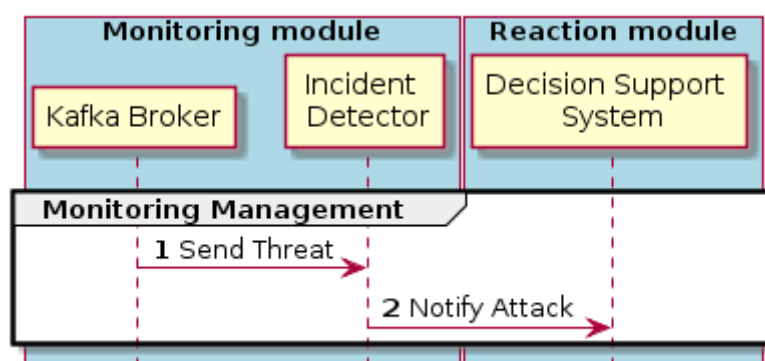 Monitoring module
Reaction module
Kafka Broker
Incident
Detector
Decision Support
System
Monitoring Management
1 Send Threat
2 Notify Attack